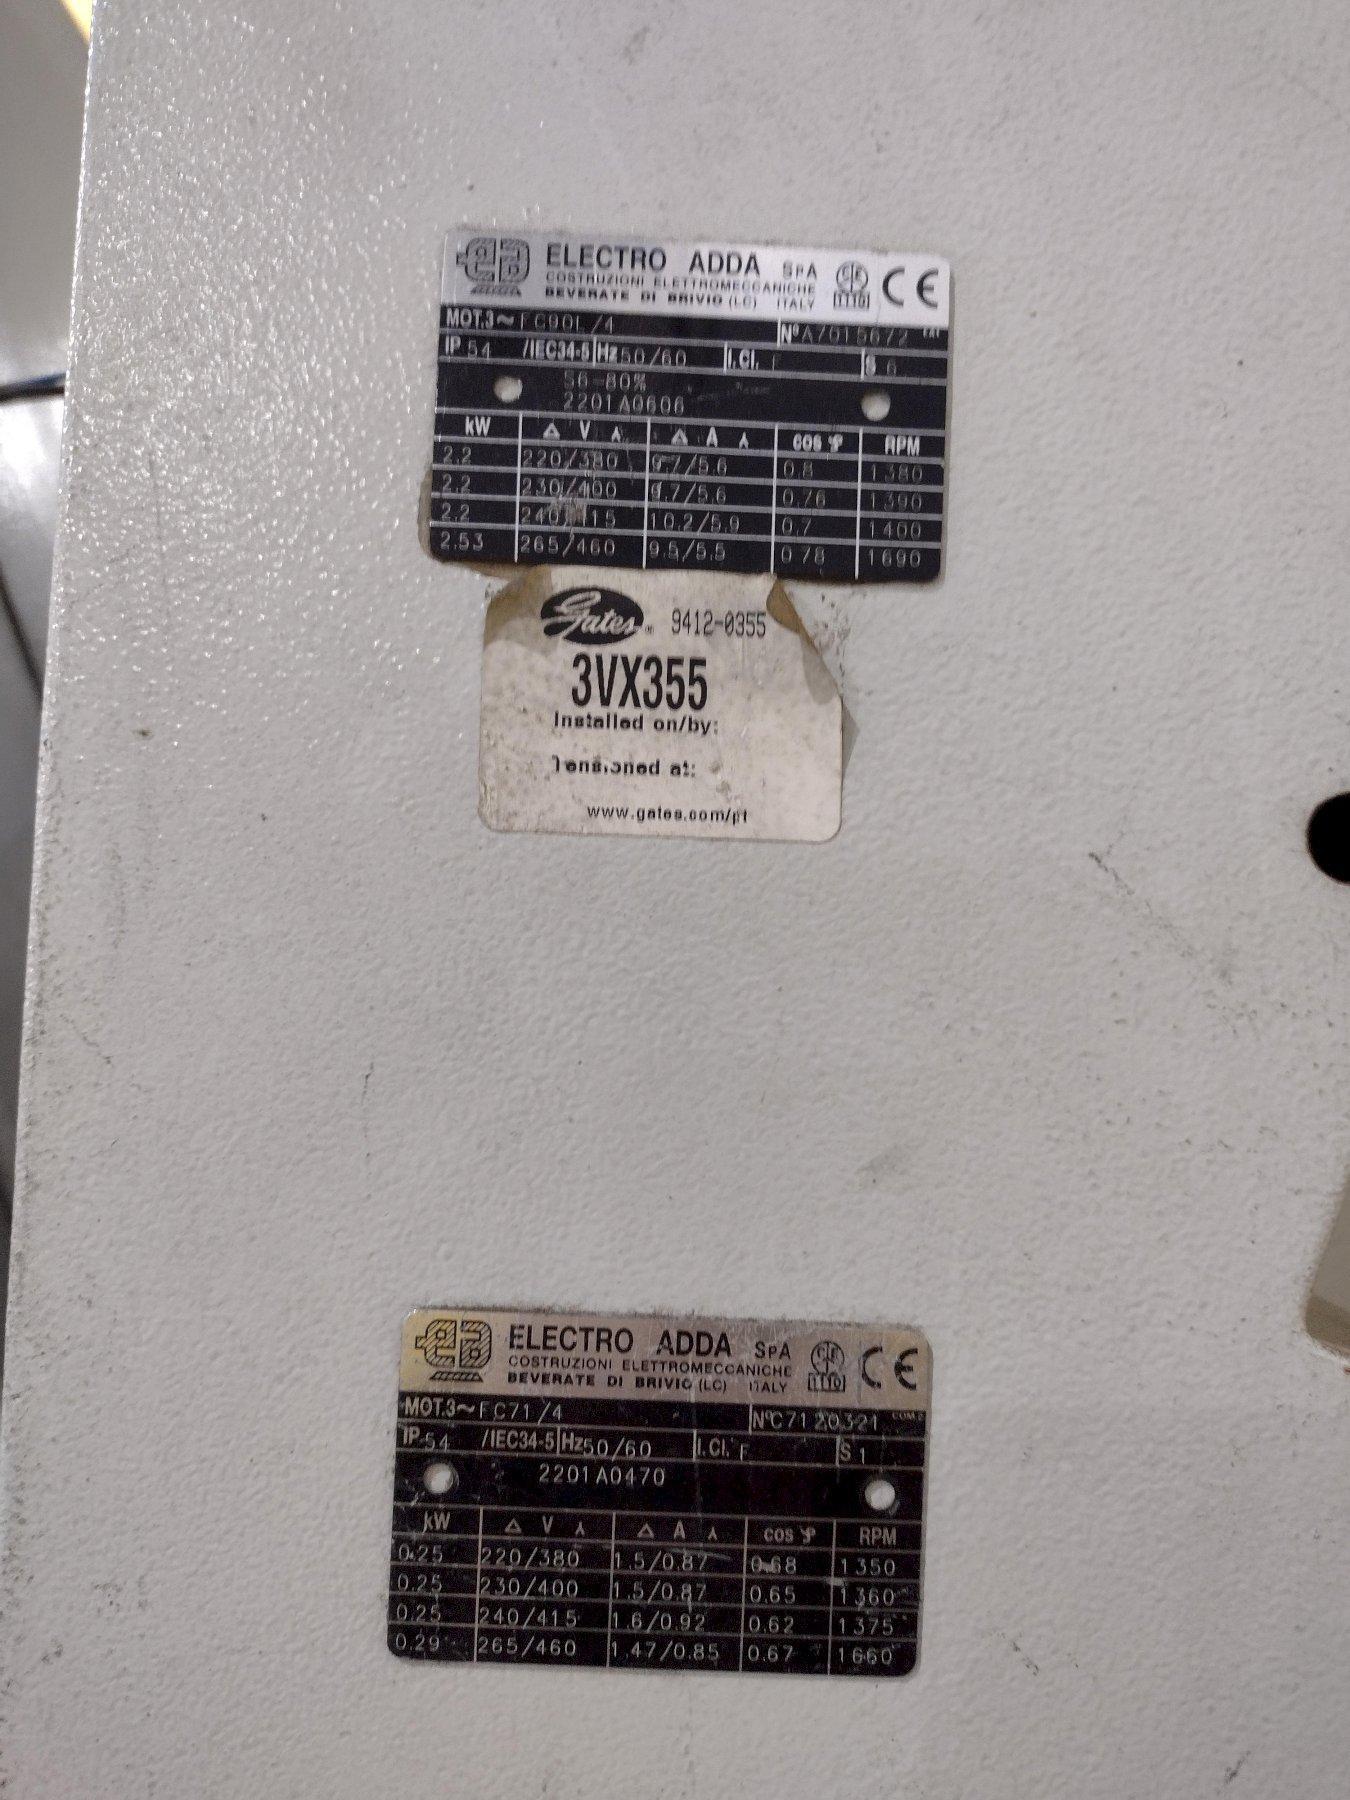 ELECTRO ADDA SpA
COSTRUZIONI ELETTROMECCANICHE
BEVERATE DI BRIVIO (LC) ITALY
CE
MOT.3~ FC90L/4 Nº A7015672
IP 54 /IEC34-5 Hz 50/60 I.Cl. F S 6
S6-80%
2201A0606
kW Δ V Y Δ A Y cos φ RPM
2.2 220/380 9.7/5.6 0.8 1380
2.2 230/400 9.7/5.6 0.76 1390
2.2 240/415 10.2/5.9 0.7 1400
2.53 265/460 9.5/5.5 0.78 1690
Gates 9412-0355
3VX355
Installed on/by:
Tensioned at:
www.gates.com/pt
ELECTRO ADDA SpA
COSTRUZIONI ELETTROMECCANICHE
BEVERATE DI BRIVIO (LC) ITALY
CE
MOT.3~ FC71/4 Nº C7120321
IP 54 /IEC34-5 Hz 50/60 I.Cl. F S 1
2201A0470
kW Δ V Y Δ A Y cos φ RPM
0.25 220/380 1.5/0.87 0.68 1350
0.25 230/400 1.5/0.87 0.65 1360
0.25 240/415 1.6/0.92 0.62 1375
0.29 265/460 1.47/0.85 0.67 1660